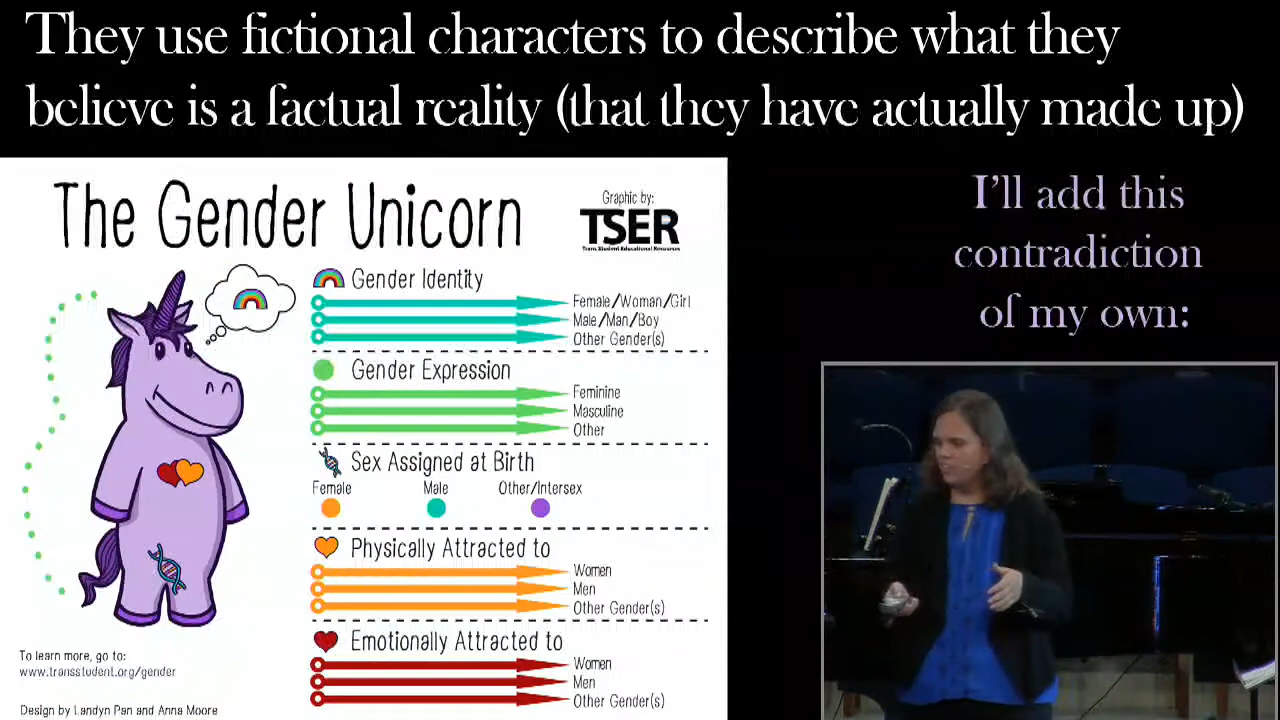 They use fictional characters to describe what they
believe is a factual reality (that they have actually made up)
I'll add this
contradiction
of my own:
The Gender Unicorn
Graphic by:
TSER
Trans Student Educational Resources
Gender Identity
Female/Woman/Girl
Male/Man/Boy
Other Gender(s)
Gender Expression
Feminine
Masculine
Other
Sex Assigned at Birth
Female Male Other/Intersex
Physically Attracted to
Women
Men
Other Gender(s)
Emotionally Attracted to
Women
Men
Other Gender(s)
To learn more, go to:
www.transstudent.org/gender
Design by Landyn Pan and Anna Moore